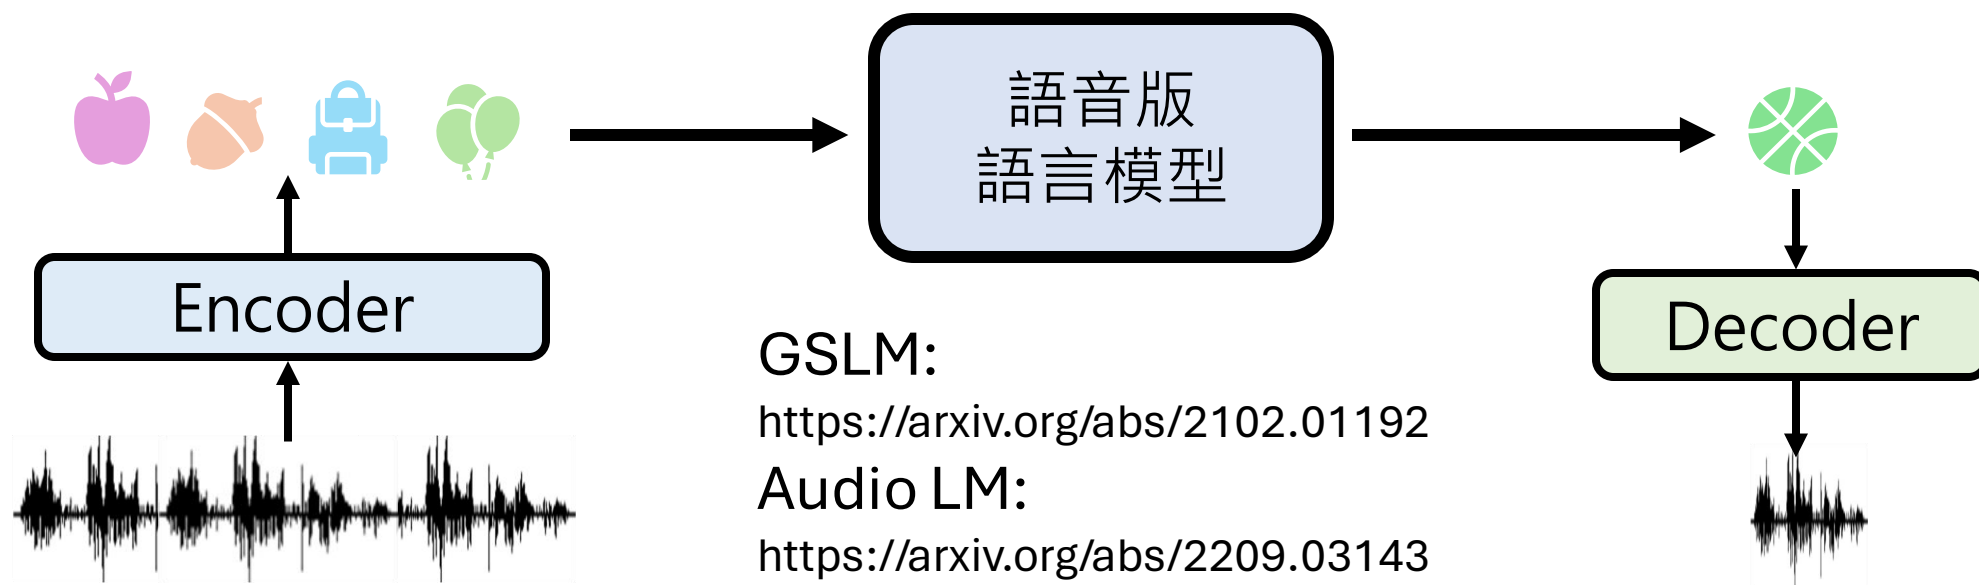 語音版
語言模型
Encoder
Decoder
GSLM:
https://arxiv.org/abs/2102.01192
Audio LM:
https://arxiv.org/abs/2209.03143